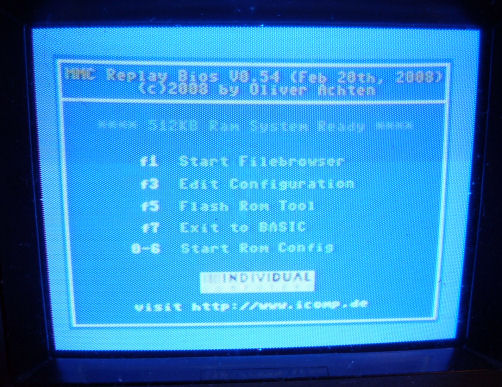 MMC Replay Bios V0.54 (Feb 20th, 2008)
(c)2008 by Oliver Achten
**** 512KB Ram System Ready ****
f1 Start Filebrowser
f3 Edit Configuration
f5 Flash Rom Tool
f7 Exit to BASIC
0-6 Start Rom Config
INDIVIDUAL
visit http://www.icomp.de